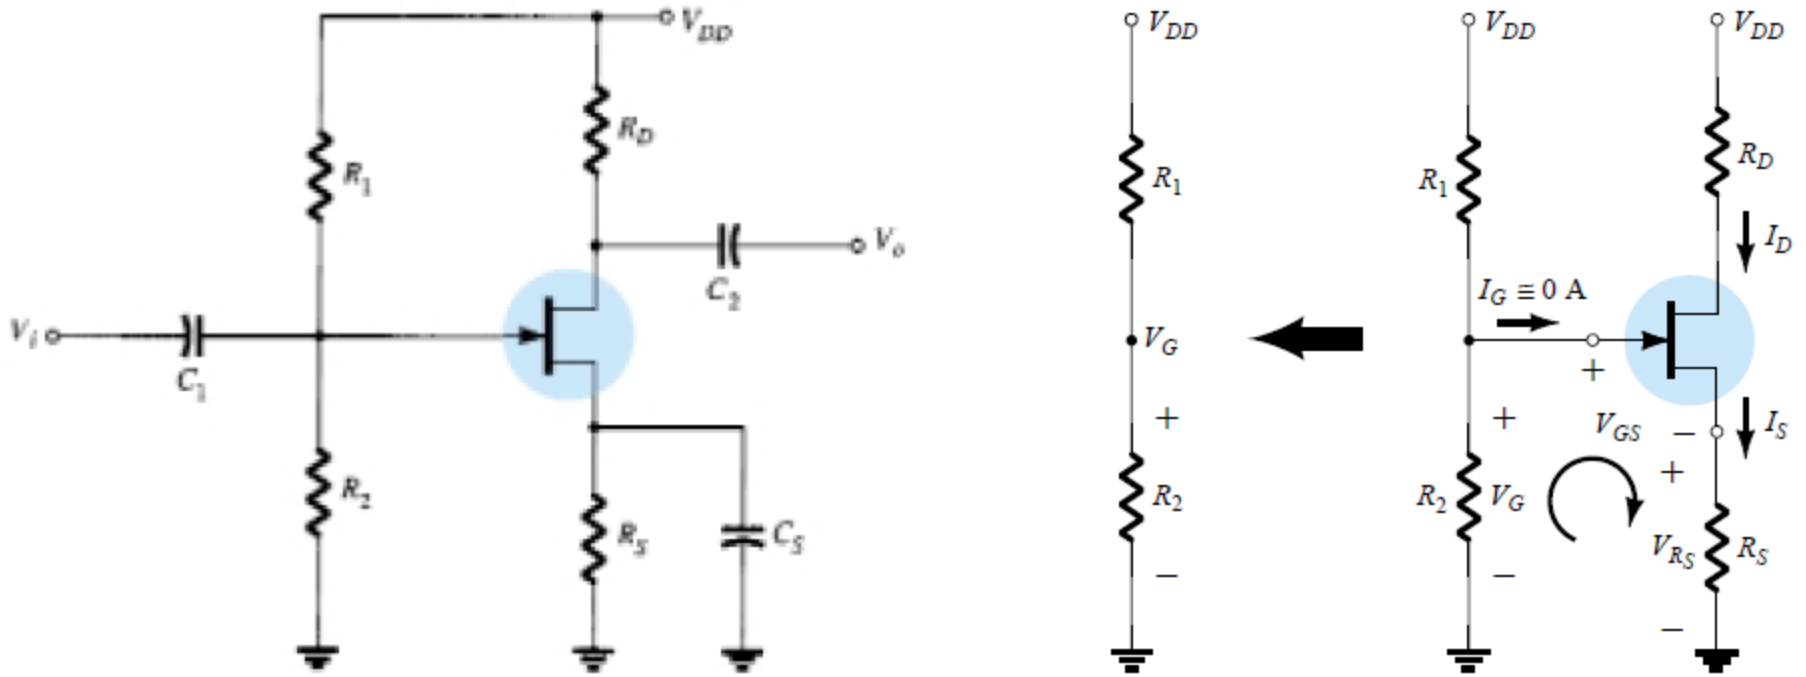 V_DD
R_D
R_1
V_o
C_2
V_i
C_1
R_2
R_S
C_S
V_DD
R_1
V_G
+
R_2
−
V_DD
R_1
I_G ≡ 0 A
+
+
R_2
V_G
−
V_DD
R_D
I_D
V_GS
−
I_S
+
V_RS
R_S
−